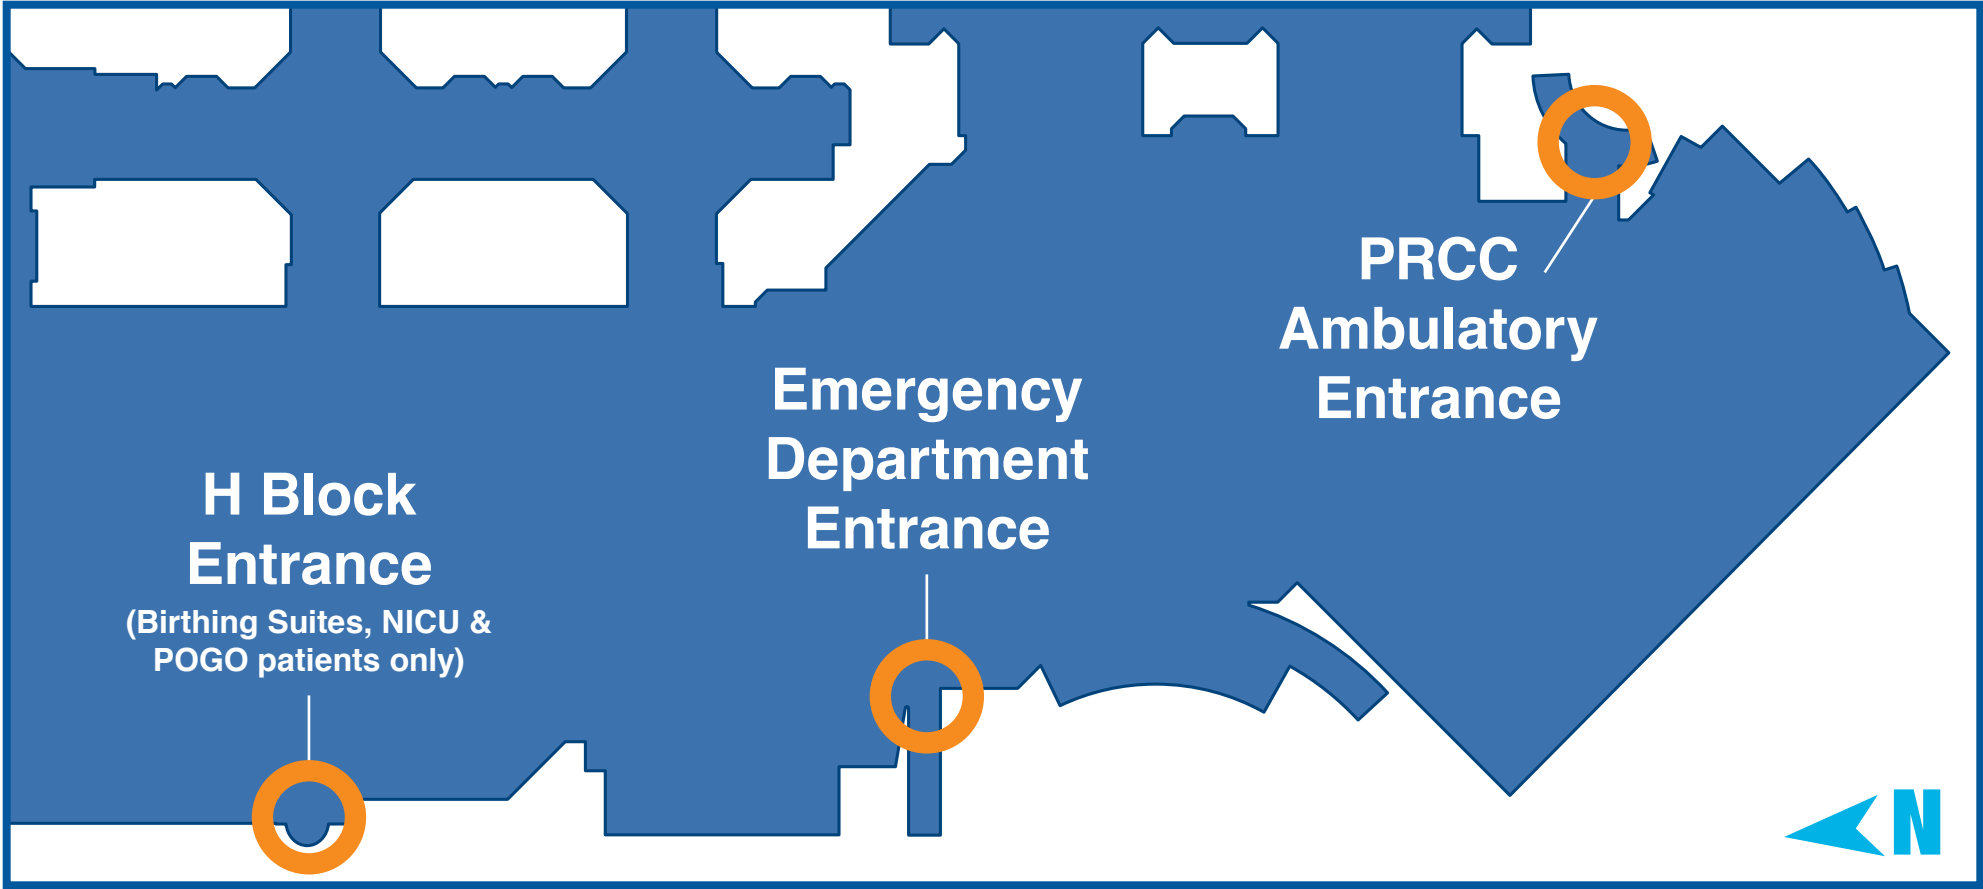 PRCC
Ambulatory
Entrance
Emergency
Department
Entrance
H Block
Entrance
(Birthing Suites, NICU &
POGO patients only)
N